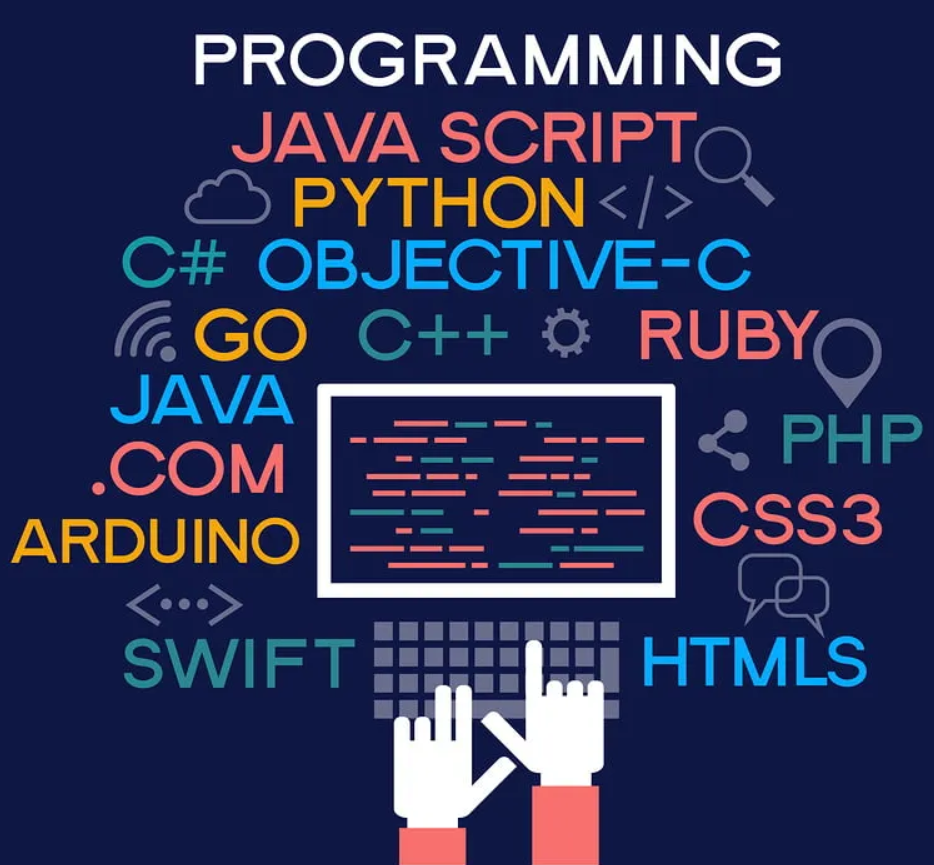 PROGRAMMING
JAVA SCRIPT
PYTHON </>
C# OBJECTIVE-C
GO C++ RUBY
JAVA
PHP
.COM
CSS3
ARDUINO
<•••>
SWIFT
HTMLS